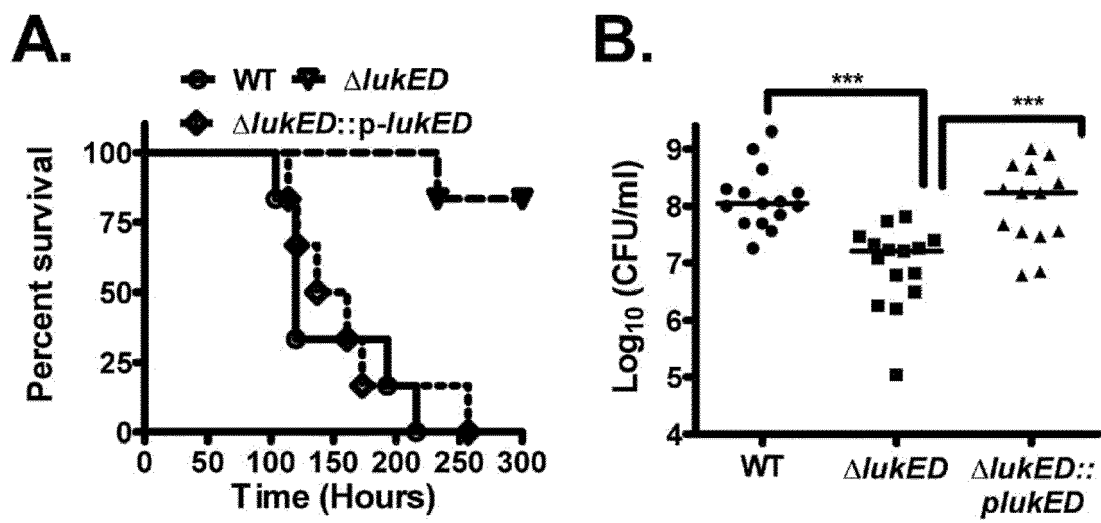 A.
WT ΔlukED
ΔlukED::p-lukED
Percent survival
100
75
50
25
0
0 50 100 150 200 250 300
Time (Hours)
B.
*** 
***
Log10 (CFU/ml)
9
8
7
6
5
4
WT ΔlukED ΔlukED::
plukED